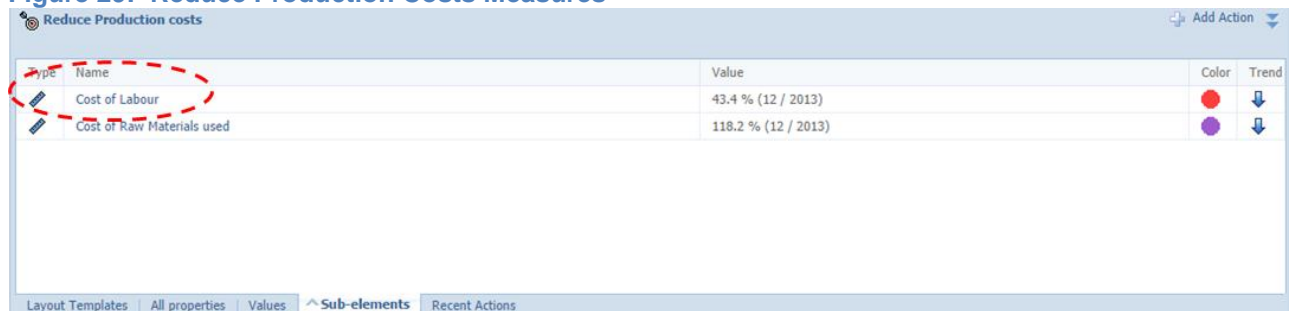 Figure 23: Reduce Production Costs Measures
Reduce Production costs
Add Action
Type Name Value Color Trend
Cost of Labour 43.4 % (12 / 2013)
Cost of Raw Materials used 118.2 % (12 / 2013)
Layout Templates All properties Values Sub-elements Recent Actions